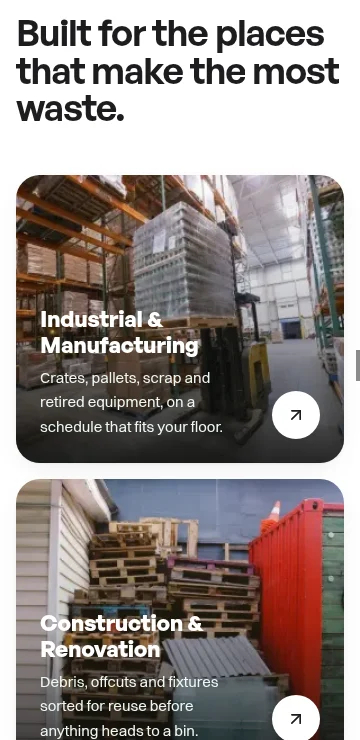 Built for the places
that make the most
waste.
Industrial &
Manufacturing
Crates, pallets, scrap and
retired equipment, on a
schedule that fits your floor.
Construction &
Renovation
Debris, offcuts and fixtures
sorted for reuse before
anything heads to a bin.